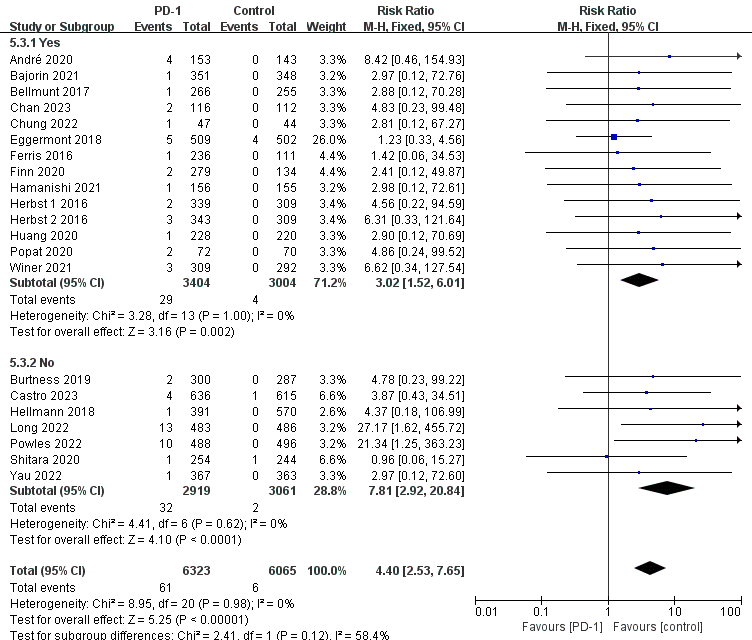 PD-1 Control Risk Ratio Risk Ratio
Study or Subgroup Events Total Events Total Weight M-H, Fixed, 95% CI M-H, Fixed, 95% CI
5.3.1 Yes
André 2020 4 153 0 143 3.3% 8.42 [0.46, 154.93]
Bajorin 2021 1 351 0 348 3.3% 2.97 [0.12, 72.76]
Bellmunt 2017 1 266 0 255 3.3% 2.88 [0.12, 70.28]
Chan 2023 2 116 0 112 3.3% 4.83 [0.23, 99.48]
Chung 2022 1 47 0 44 3.3% 2.81 [0.12, 67.27]
Eggermont 2018 5 509 4 502 26.0% 1.23 [0.33, 4.56]
Ferris 2016 1 236 0 111 4.4% 1.42 [0.06, 34.53]
Finn 2020 2 279 0 134 4.4% 2.41 [0.12, 49.87]
Hamanishi 2021 1 156 0 155 3.3% 2.98 [0.12, 72.61]
Herbst 1 2016 2 339 0 309 3.4% 4.56 [0.22, 94.59]
Herbst 2 2016 3 343 0 309 3.4% 6.31 [0.33, 121.64]
Huang 2020 1 228 0 220 3.3% 2.90 [0.12, 70.69]
Popat 2020 2 72 0 70 3.3% 4.86 [0.24, 99.52]
Winer 2021 3 309 0 292 3.3% 6.62 [0.34, 127.54]
Subtotal (95% CI) 3404 3004 71.2% 3.02 [1.52, 6.01]
Total events 29 4
Heterogeneity: Chi² = 3.28, df = 13 (P = 1.00); I² = 0%
Test for overall effect: Z = 3.16 (P = 0.002)
5.3.2 No
Burtness 2019 2 300 0 287 3.3% 4.78 [0.23, 99.22]
Castro 2023 4 636 1 615 6.6% 3.87 [0.43, 34.51]
Hellmann 2018 1 391 0 570 2.7% 4.37 [0.18, 106.99]
Long 2022 13 483 0 486 3.2% 27.17 [1.62, 455.72]
Powles 2022 10 488 0 496 3.2% 21.34 [1.25, 363.23]
Shitara 2020 1 254 1 244 6.6% 0.96 [0.06, 15.27]
Yau 2022 1 367 0 363 3.3% 2.97 [0.12, 72.60]
Subtotal (95% CI) 2919 3061 28.8% 7.81 [2.92, 20.84]
Total events 32 2
Heterogeneity: Chi² = 4.41, df = 6 (P = 0.62); I² = 0%
Test for overall effect: Z = 4.10 (P < 0.0001)
Total (95% CI) 6323 6065 100.0% 4.40 [2.53, 7.65]
Total events 61 6
Heterogeneity: Chi² = 8.95, df = 20 (P = 0.98); I² = 0%
Test for overall effect: Z = 5.25 (P < 0.00001)
Test for subgroup differences: Chi² = 2.41, df = 1 (P = 0.12), I² = 58.4%
0.01 0.1 1 10 100
Favours [PD-1] Favours [control]